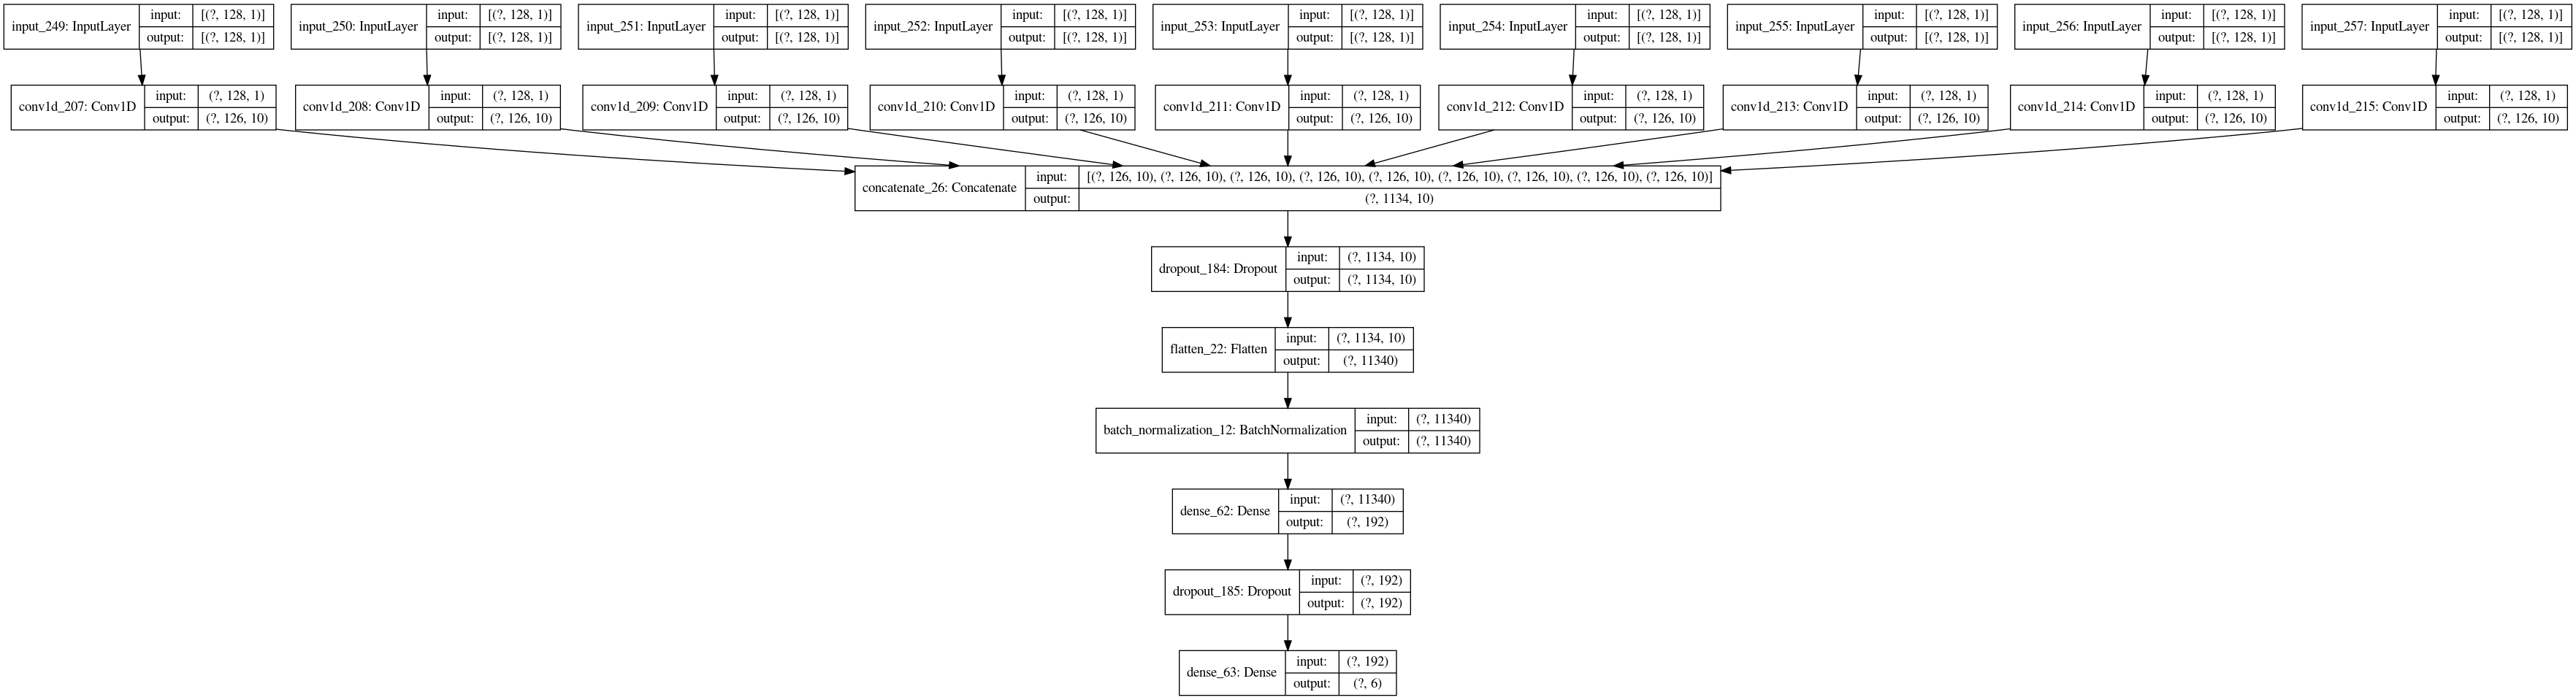 input_249: InputLayer input: [(?, 128, 1)] output: [(?, 128, 1)]
input_250: InputLayer input: [(?, 128, 1)] output: [(?, 128, 1)]
input_251: InputLayer input: [(?, 128, 1)] output: [(?, 128, 1)]
input_252: InputLayer input: [(?, 128, 1)] output: [(?, 128, 1)]
input_253: InputLayer input: [(?, 128, 1)] output: [(?, 128, 1)]
input_254: InputLayer input: [(?, 128, 1)] output: [(?, 128, 1)]
input_255: InputLayer input: [(?, 128, 1)] output: [(?, 128, 1)]
input_256: InputLayer input: [(?, 128, 1)] output: [(?, 128, 1)]
input_257: InputLayer input: [(?, 128, 1)] output: [(?, 128, 1)]
conv1d_207: Conv1D input: (?, 128, 1) output: (?, 126, 10)
conv1d_208: Conv1D input: (?, 128, 1) output: (?, 126, 10)
conv1d_209: Conv1D input: (?, 128, 1) output: (?, 126, 10)
conv1d_210: Conv1D input: (?, 128, 1) output: (?, 126, 10)
conv1d_211: Conv1D input: (?, 128, 1) output: (?, 126, 10)
conv1d_212: Conv1D input: (?, 128, 1) output: (?, 126, 10)
conv1d_213: Conv1D input: (?, 128, 1) output: (?, 126, 10)
conv1d_214: Conv1D input: (?, 128, 1) output: (?, 126, 10)
conv1d_215: Conv1D input: (?, 128, 1) output: (?, 126, 10)
concatenate_26: Concatenate input: [(?, 126, 10), (?, 126, 10), (?, 126, 10), (?, 126, 10), (?, 126, 10), (?, 126, 10), (?, 126, 10), (?, 126, 10), (?, 126, 10)] output: (?, 1134, 10)
dropout_184: Dropout input: (?, 1134, 10) output: (?, 1134, 10)
flatten_22: Flatten input: (?, 1134, 10) output: (?, 11340)
batch_normalization_12: BatchNormalization input: (?, 11340) output: (?, 11340)
dense_62: Dense input: (?, 11340) output: (?, 192)
dropout_185: Dropout input: (?, 192) output: (?, 192)
dense_63: Dense input: (?, 192) output: (?, 6)